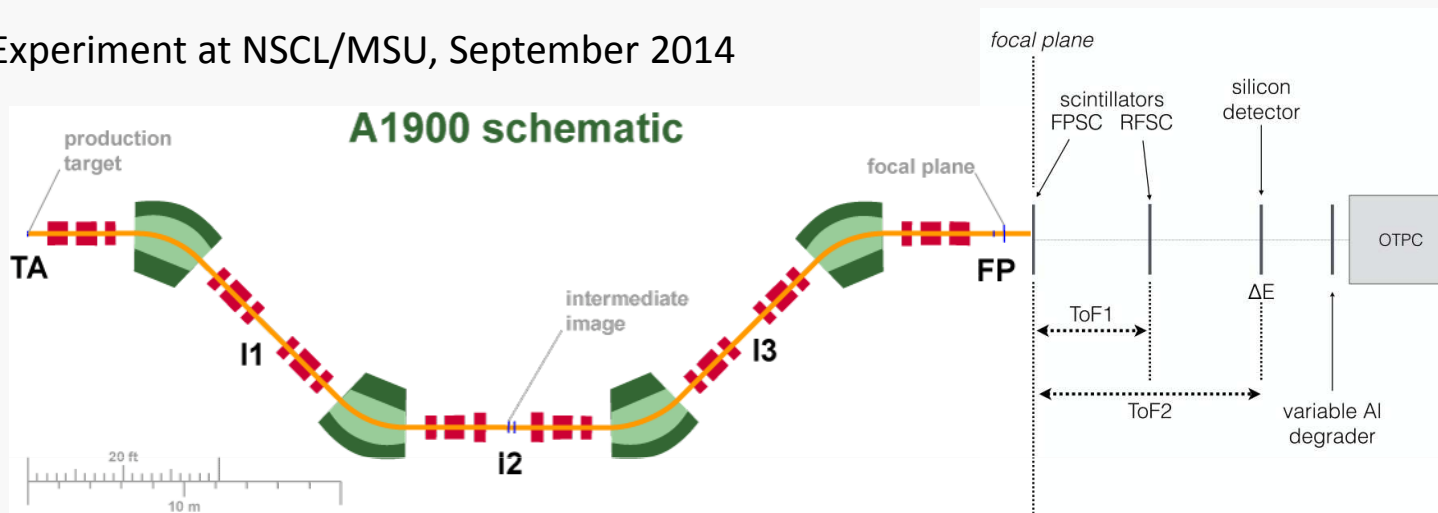 Experiment at NSCL/MSU, September 2014
A1900 schematic
production
target
focal plane
TA
I1
intermediate
image
I2
I3
FP
20 ft
10 m
focal plane
scintillators
FPSC RFSC
silicon
detector
OTPC
ΔE
ToF1
ToF2
variable Al
degrader